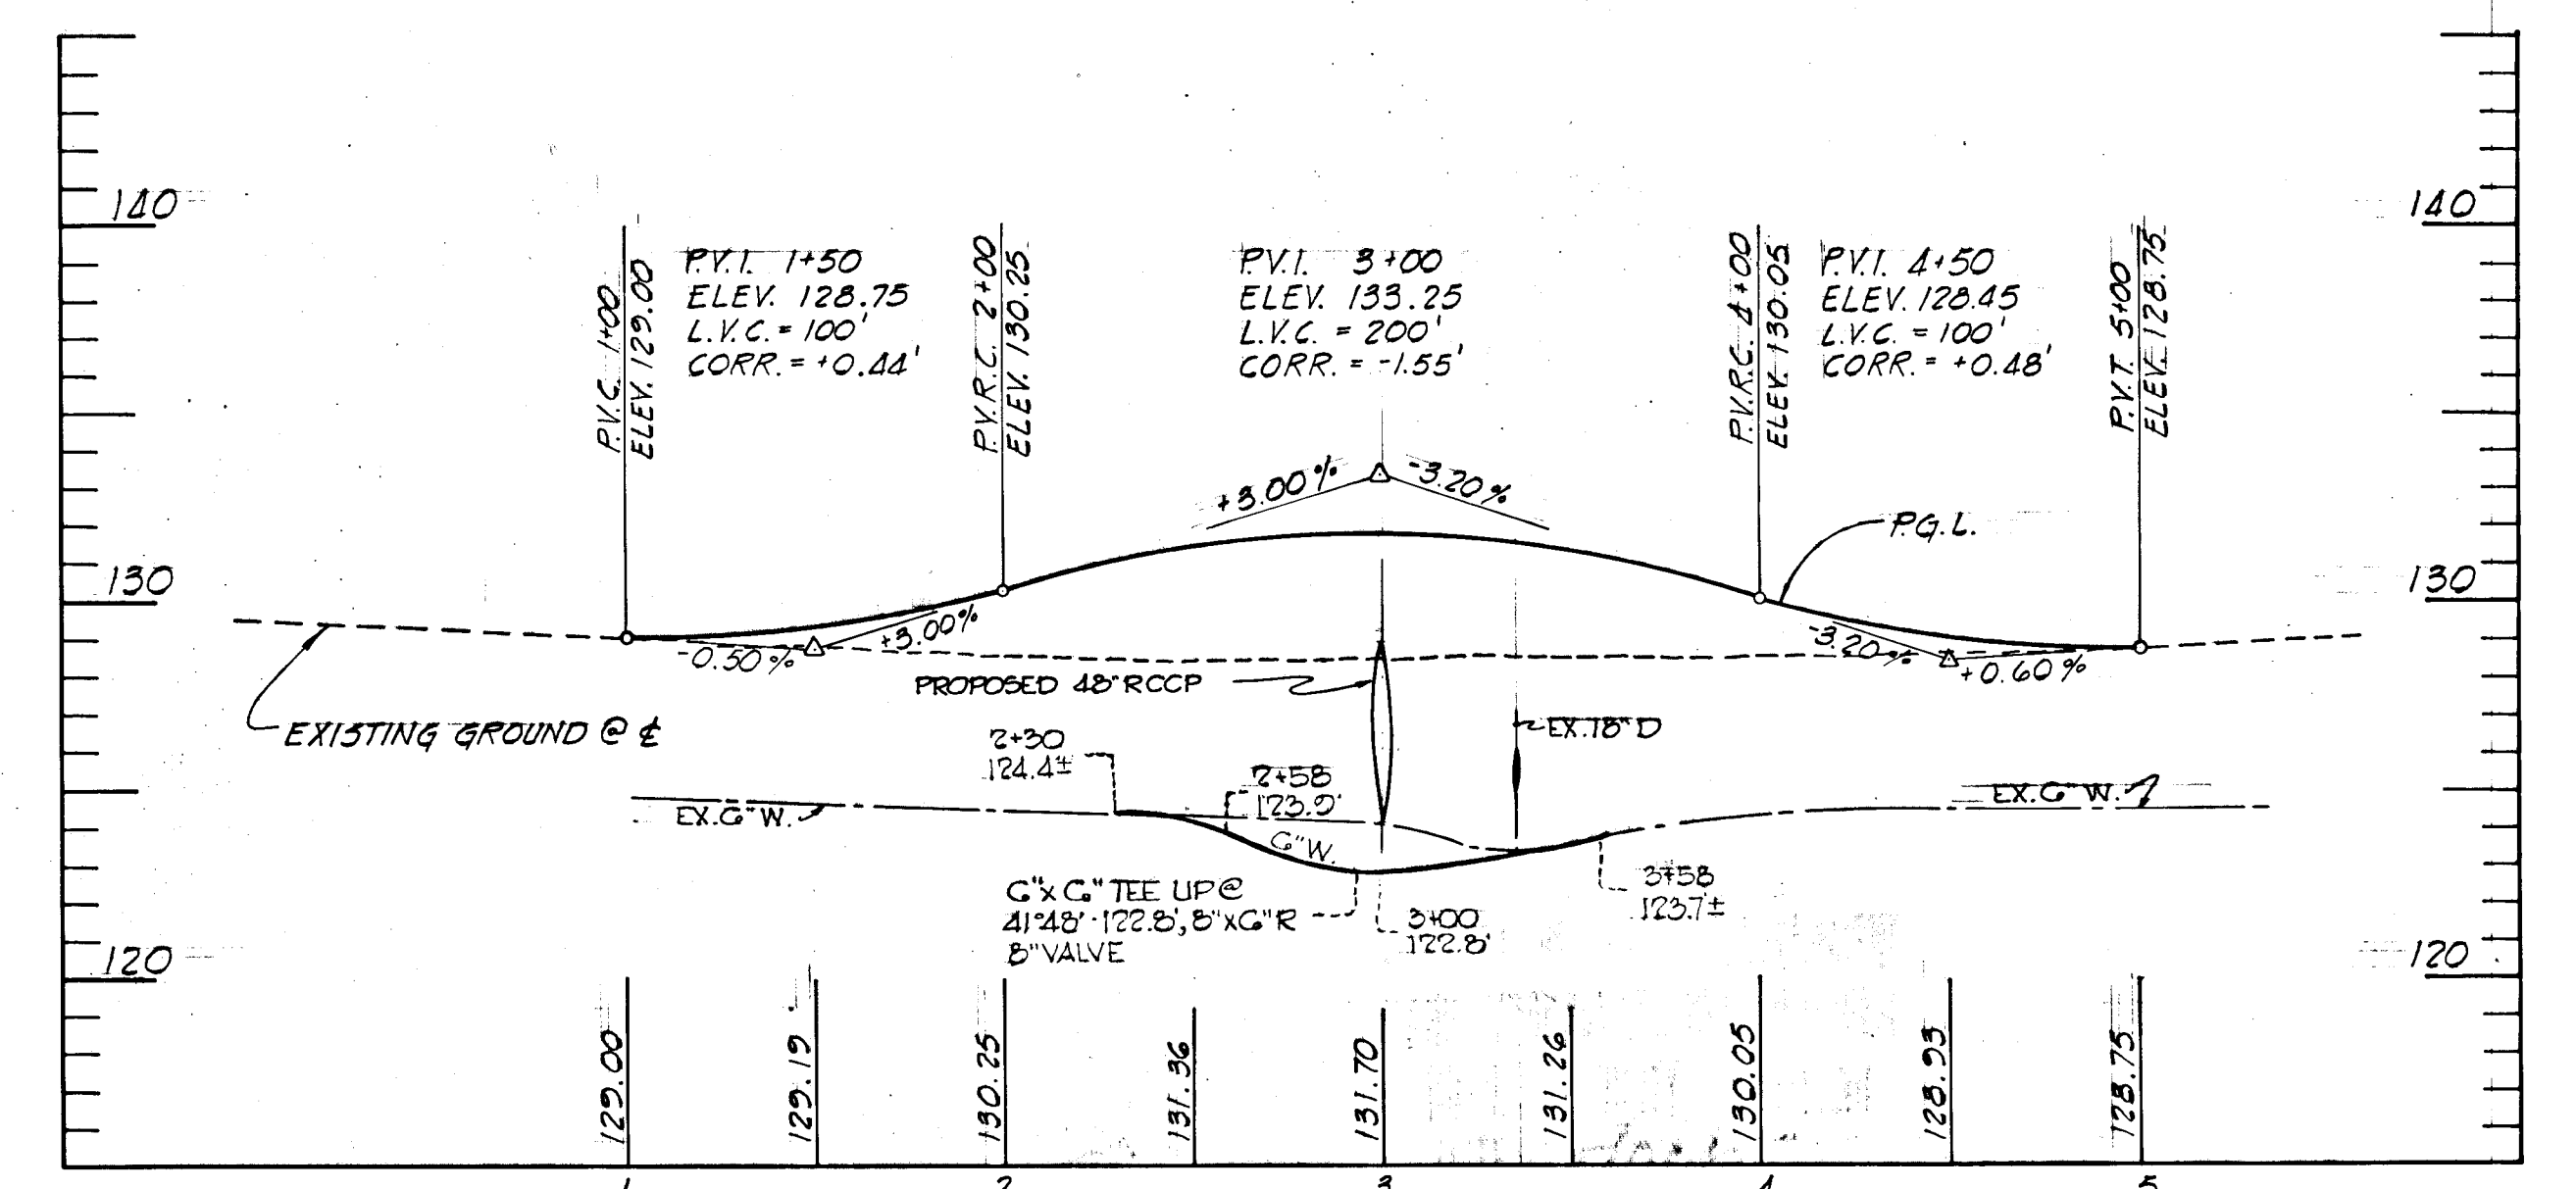 140
140
P.V.C. 1+00
ELEV. 129.00
P.V.I. 1+50
ELEV. 128.75
L.V.C. = 100'
CORR. = +0.44'
P.V.R.C. 2+00
ELEV. 130.25
P.V.I. 3+00
ELEV. 133.25
L.V.C. = 200'
CORR. = -1.55'
P.V.R.C. 4+00
ELEV. 130.05
P.V.I. 4+50
ELEV. 128.45
L.V.C. = 100'
CORR. = +0.48'
P.V.T. 5+00
ELEV. 128.75
+3.00%
-3.20%
P.G.L.
130
130
-0.50%
+3.00%
-3.20%
+0.60%
PROPOSED 48" RCCP
EXISTING GROUND @ ℄
EX. 18" D
2+30
124.4±
2+58
123.9'
EX. 6" W.
EX. 6" W.
6" W.
6" x 6" TEE UP @
41°48'-122.8', 8" x 6" R
8" VALVE
3+00
122.8'
3+58
123.7±
120
120
129.00
129.19
130.25
131.36
131.70
131.26
130.05
128.93
128.75
1
2
3
4
5